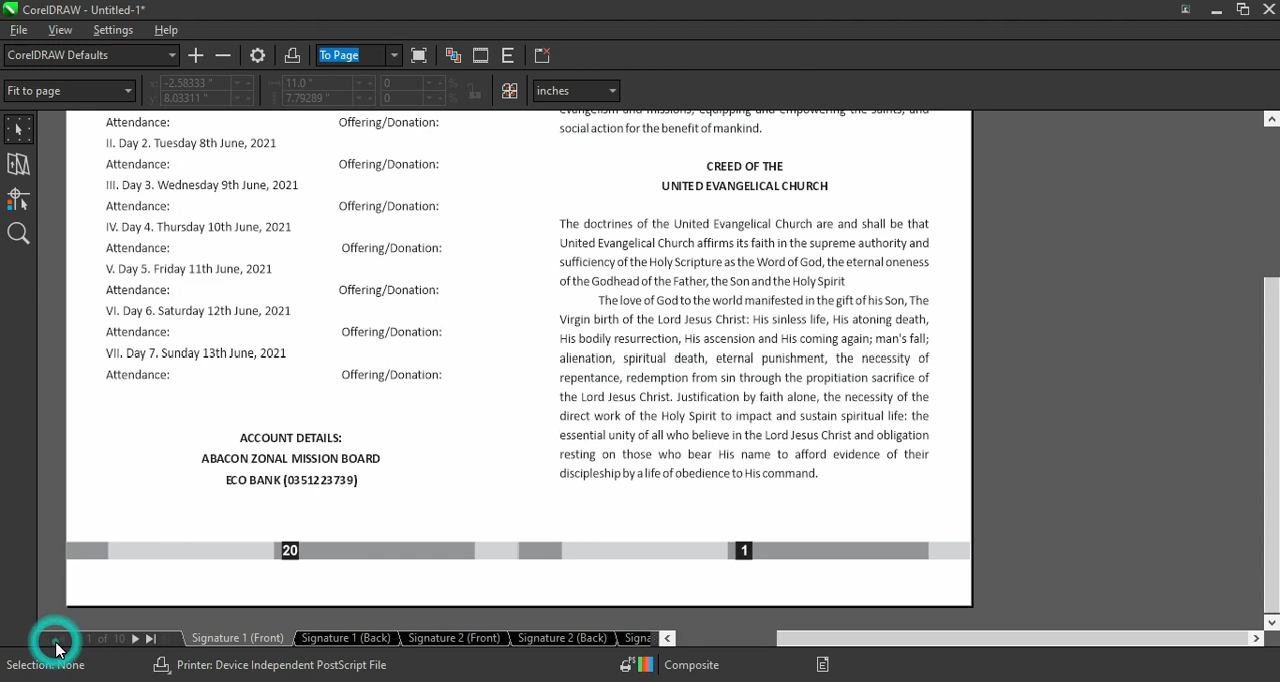 CorelDRAW - Untitled-1*
File View Settings Help
CorelDRAW Defaults To Page E
Fit to page x: -2.58333 " 11.0 " 0 % inches
y: 8.03311 " 7.79289 " 0 %
Attendance: Offering/Donation:
II. Day 2. Tuesday 8th June, 2021
Attendance: Offering/Donation:
III. Day 3. Wednesday 9th June, 2021
Attendance: Offering/Donation:
IV. Day 4. Thursday 10th June, 2021
Attendance: Offering/Donation:
V. Day 5. Friday 11th June, 2021
Attendance: Offering/Donation:
VI. Day 6. Saturday 12th June, 2021
Attendance: Offering/Donation:
VII. Day 7. Sunday 13th June, 2021
Attendance: Offering/Donation:
ACCOUNT DETAILS:
ABACON ZONAL MISSION BOARD
ECO BANK (0351223739)
20
Evangelism and missions, equipping and empowering the saints, and
social action for the benefit of mankind.
CREED OF THE
UNITED EVANGELICAL CHURCH
The doctrines of the United Evangelical Church are and shall be that
United Evangelical Church affirms its faith in the supreme authority and
sufficiency of the Holy Scripture as the Word of God, the eternal oneness
of the Godhead of the Father, the Son and the Holy Spirit
The love of God to the world manifested in the gift of his Son, The
Virgin birth of the Lord Jesus Christ: His sinless life, His atoning death,
His bodily resurrection, His ascension and His coming again; man's fall;
alienation, spiritual death, eternal punishment, the necessity of
repentance, redemption from sin through the propitiation sacrifice of
the Lord Jesus Christ. Justification by faith alone, the necessity of the
direct work of the Holy Spirit to impact and sustain spiritual life: the
essential unity of all who believe in the Lord Jesus Christ and obligation
resting on those who bear His name to afford evidence of their
discipleship by a life of obedience to His command.
1
1 of 10 Signature 1 (Front) Signature 1 (Back) Signature 2 (Front) Signature 2 (Back) Signa
Selection: None Printer: Device Independent PostScript File Composite